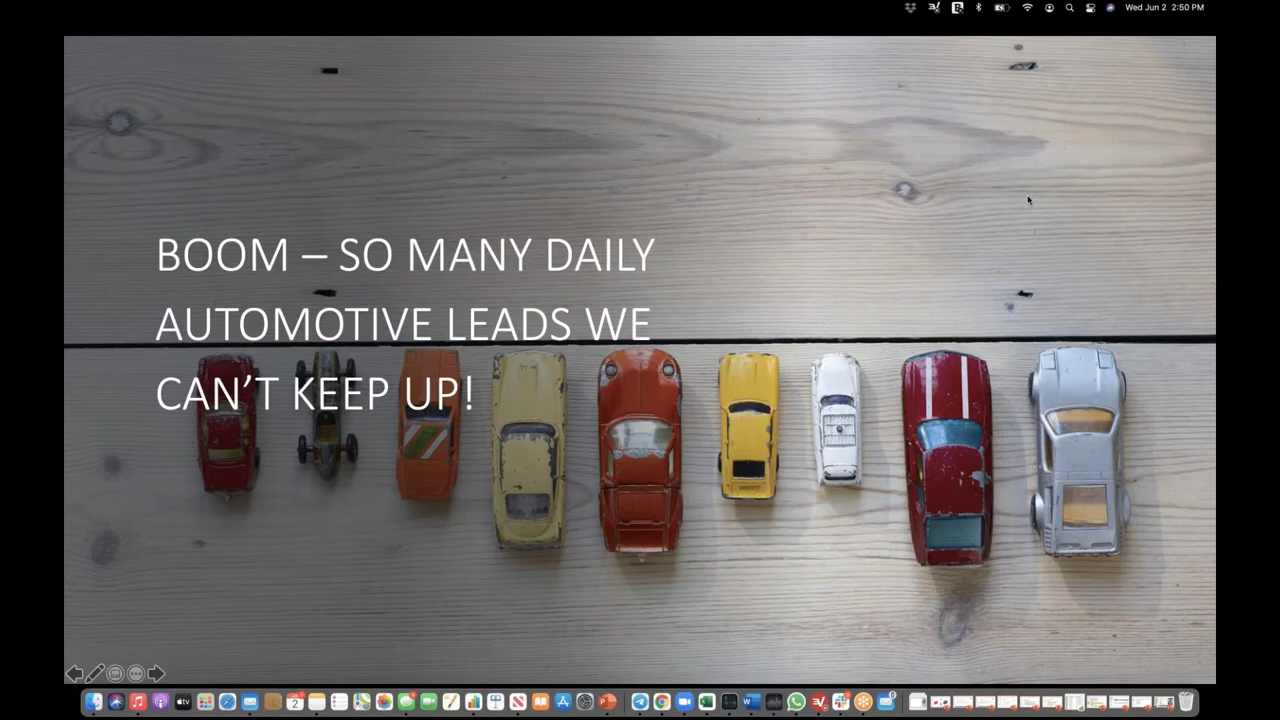 Wed Jun 2 2:50 PM
BOOM – SO MANY DAILY
AUTOMOTIVE LEADS WE
CAN'T KEEP UP!